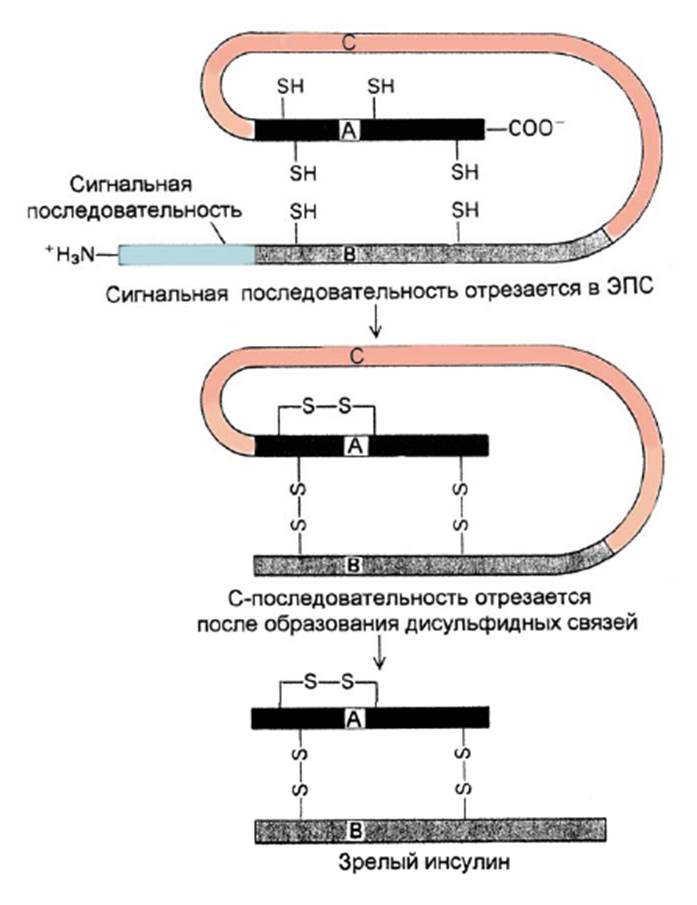 C
SH SH
A
–COO⁻
SH SH
Сигнальная
последовательность
SH SH
⁺H₃N–
B
Сигнальная последовательность отрезается в ЭПС
C
S–S
A
S S
S S
B
С-последовательность отрезается
после образования дисульфидных связей
S–S
A
S S
S S
B
Зрелый инсулин